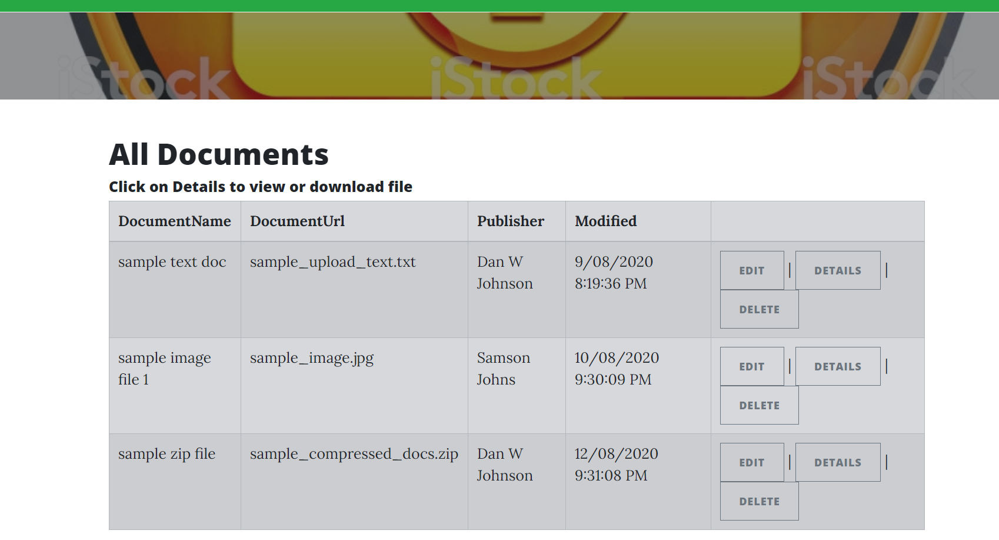 iStock iStock iStock
All Documents
Click on Details to view or download file
DocumentName DocumentUrl Publisher Modified
sample text doc sample_upload_text.txt Dan W 9/08/2020 EDIT | DETAILS |
Johnson 8:19:36 PM
DELETE
sample image sample_image.jpg Samson 10/08/2020 EDIT | DETAILS |
file 1 Johns 9:30:09 PM
DELETE
sample zip file sample_compressed_docs.zip Dan W 12/08/2020 EDIT | DETAILS |
Johnson 9:31:08 PM
DELETE